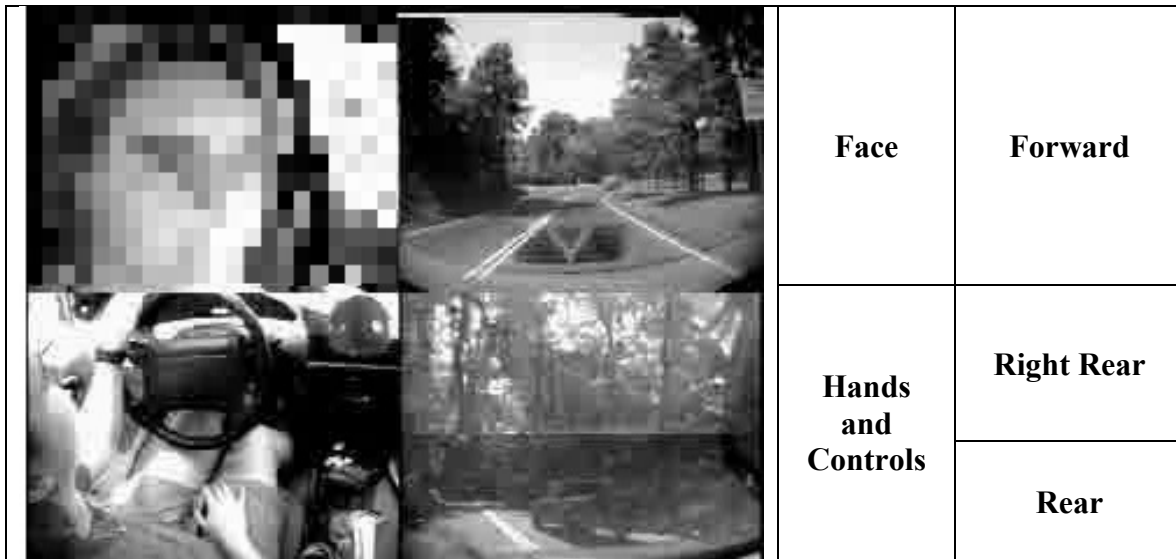 Face
Forward
Hands
and
Controls
Right Rear
Rear